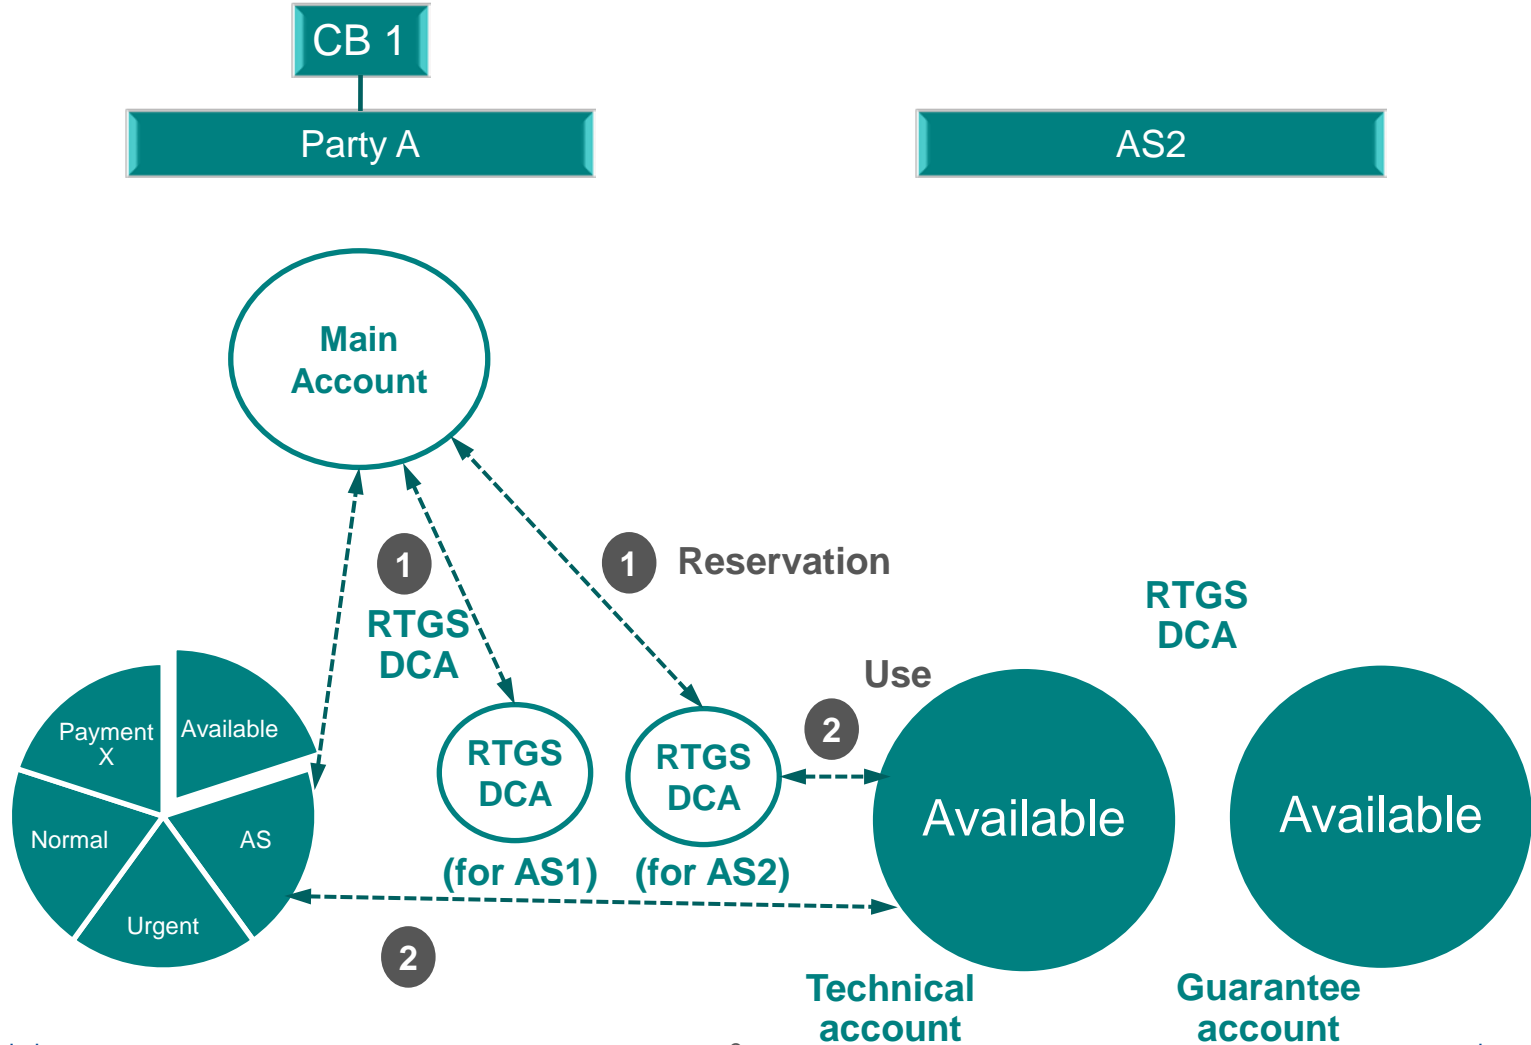 CB 1
Party A
AS2
Main
Account
1
1
Reservation
RTGS
DCA
RTGS
DCA
Use
2
Payment
X
Available
Normal
AS
Urgent
RTGS
DCA
(for AS1)
RTGS
DCA
(for AS2)
Available
Available
2
Technical
account
Guarantee
account